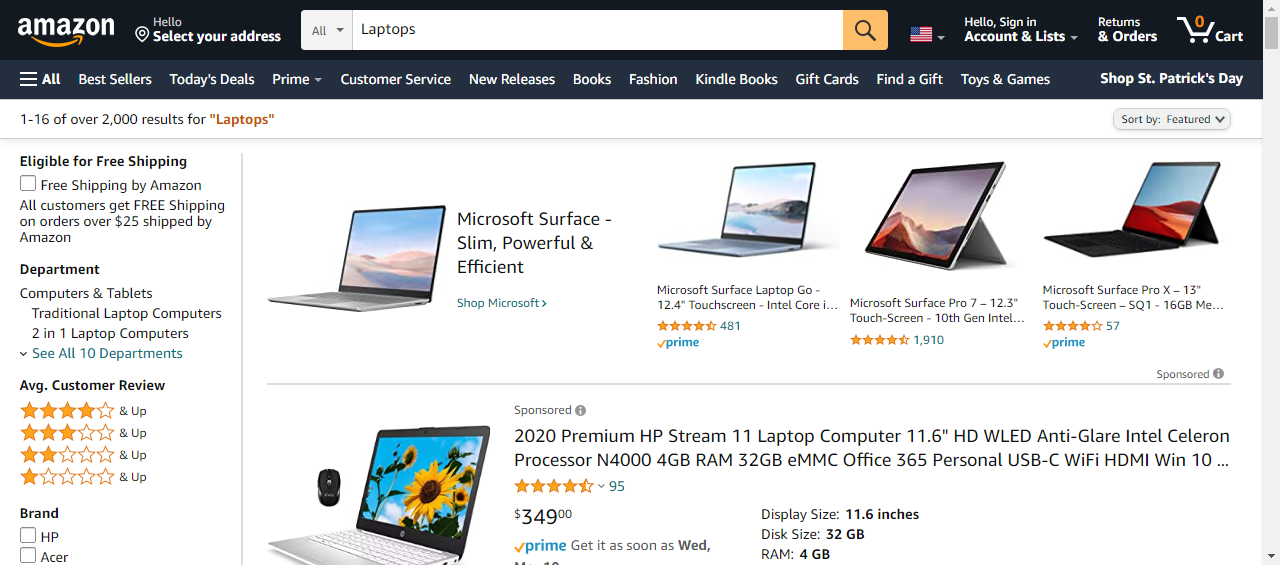 amazon
Hello
Select your address
All
Laptops
Hello, Sign in
Account & Lists
Returns
& Orders
0
Cart
All
Best Sellers
Today's Deals
Prime
Customer Service
New Releases
Books
Fashion
Kindle Books
Gift Cards
Find a Gift
Toys & Games
Shop St. Patrick's Day
1-16 of over 2,000 results for "Laptops"
Sort by: Featured
Eligible for Free Shipping
Free Shipping by Amazon
All customers get FREE Shipping
on orders over $25 shipped by
Amazon
Department
Computers & Tablets
Traditional Laptop Computers
2 in 1 Laptop Computers
See All 10 Departments
Avg. Customer Review
& Up
& Up
& Up
& Up
Brand
HP
Acer
Microsoft Surface -
Slim, Powerful &
Efficient
Shop Microsoft
Microsoft Surface Laptop Go -
12.4" Touchscreen - Intel Core i...
481
prime
Microsoft Surface Pro 7 – 12.3"
Touch-Screen - 10th Gen Intel...
1,910
Microsoft Surface Pro X – 13"
Touch-Screen – SQ1 - 16GB Me...
57
prime
Sponsored
Sponsored
2020 Premium HP Stream 11 Laptop Computer 11.6" HD WLED Anti-Glare Intel Celeron
Processor N4000 4GB RAM 32GB eMMC Office 365 Personal USB-C WiFi HDMI Win 10 ...
95
$34900
prime Get it as soon as Wed,
Display Size: 11.6 inches
Disk Size: 32 GB
RAM: 4 GB